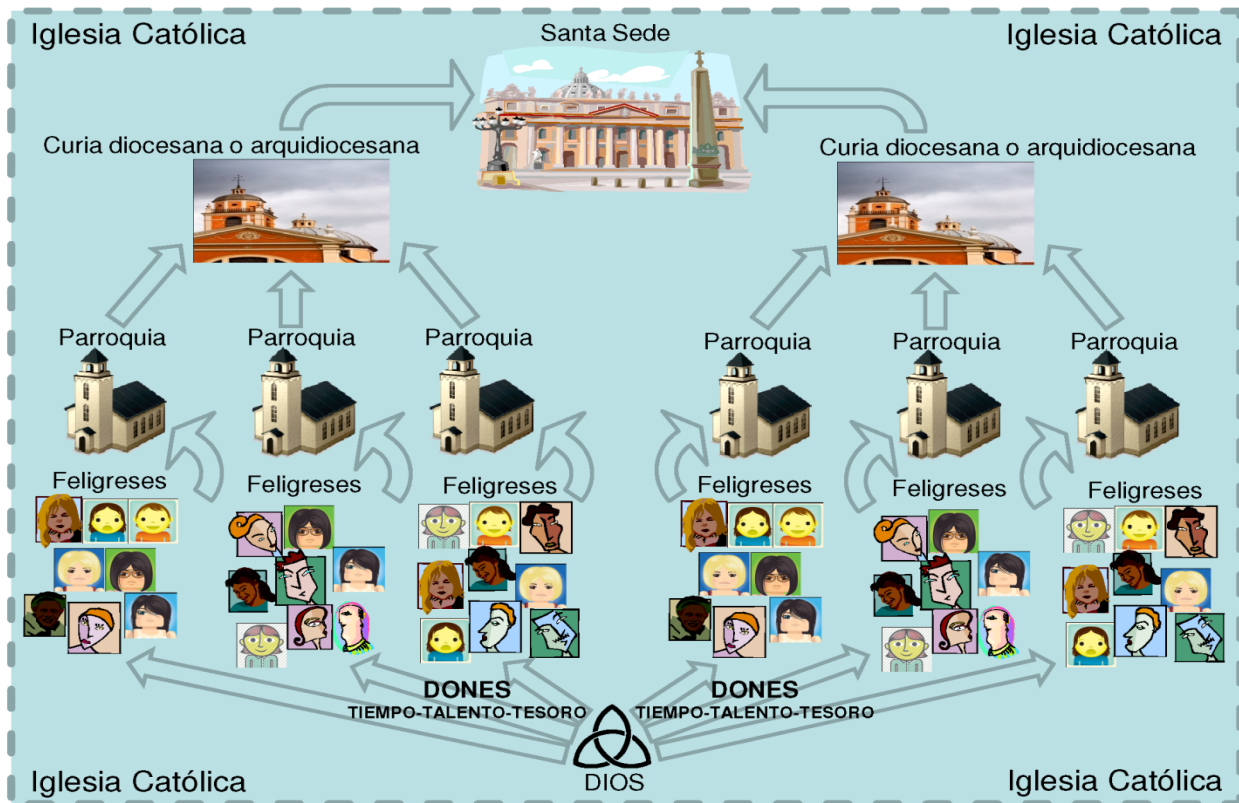 Iglesia Católica
Santa Sede
Iglesia Católica
Curia diocesana o arquidiocesana
Curia diocesana o arquidiocesana
Parroquia
Parroquia
Parroquia
Parroquia
Parroquia
Parroquia
Feligreses
Feligreses
Feligreses
Feligreses
Feligreses
Feligreses
DONES
TIEMPO-TALENTO-TESORO
DONES
TIEMPO-TALENTO-TESORO
DIOS
Iglesia Católica
Iglesia Católica